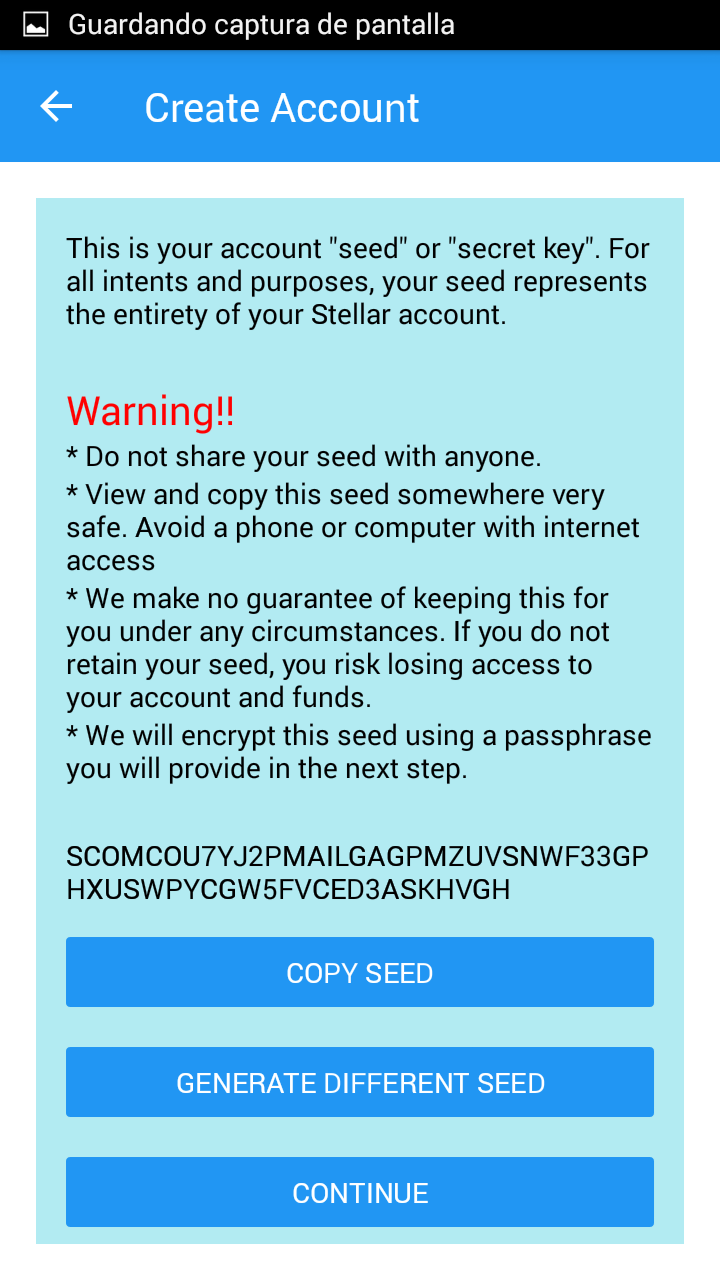 Guardando captura de pantalla
Create Account
This is your account "seed" or "secret key". For
all intents and purposes, your seed represents
the entirety of your Stellar account.
Warning!!
* Do not share your seed with anyone.
* View and copy this seed somewhere very
safe. Avoid a phone or computer with internet
access
* We make no guarantee of keeping this for
you under any circumstances. If you do not
retain your seed, you risk losing access to
your account and funds.
* We will encrypt this seed using a passphrase
you will provide in the next step.
SCOMCOU7YJ2PMAILGAGPMZUVSNWF33GP
HXUSWPYCGW5FVCED3ASKHVGH
COPY SEED
GENERATE DIFFERENT SEED
CONTINUE